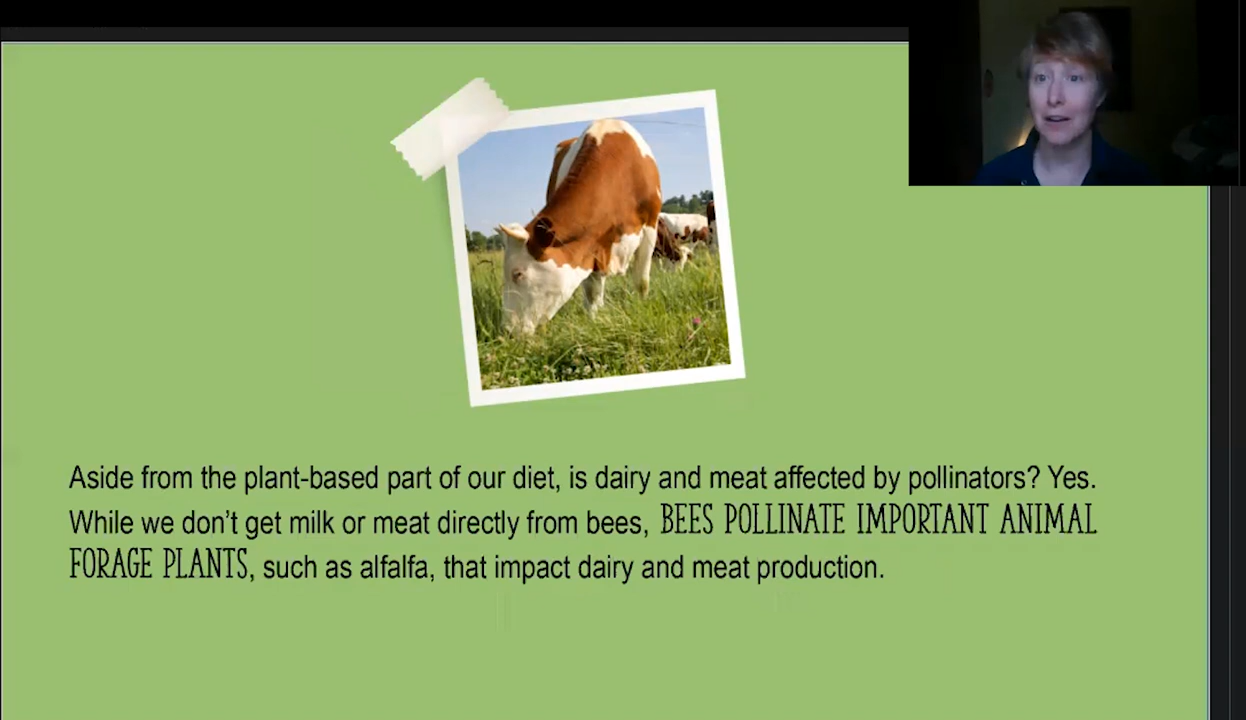 Aside from the plant-based part of our diet, is dairy and meat affected by pollinators? Yes.
While we don’t get milk or meat directly from bees, BEES POLLINATE IMPORTANT ANIMAL
FORAGE PLANTS, such as alfalfa, that impact dairy and meat production.